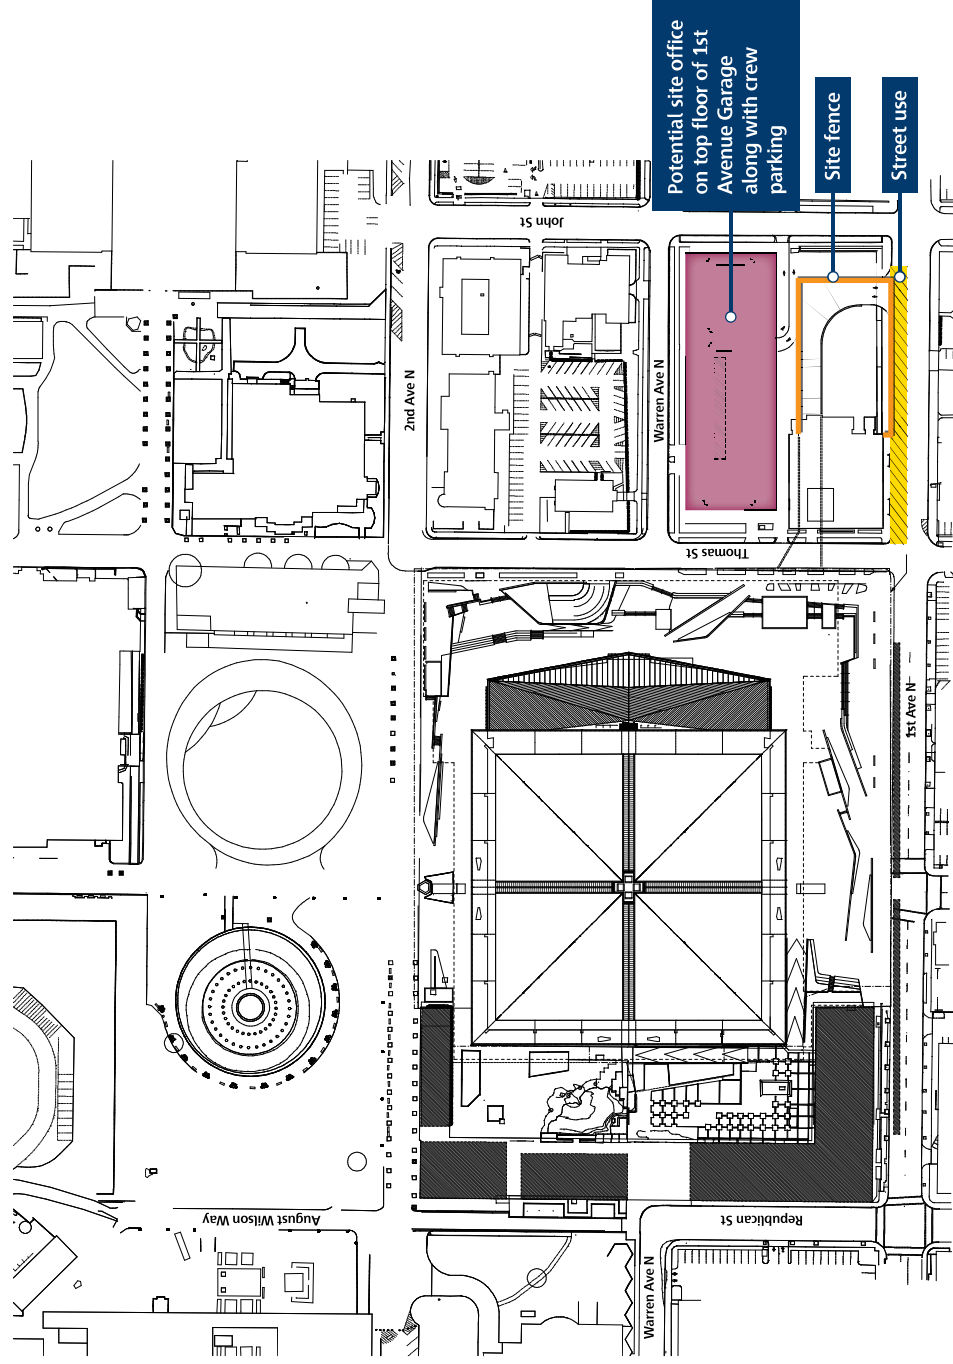 Potential site office
on top floor of 1st
Avenue Garage
along with crew
parking
Site fence
Street use
John St
2nd Ave N
Warren Ave N
Thomas St
1st Ave N
August Wilson Way
Republican St
Warren Ave N